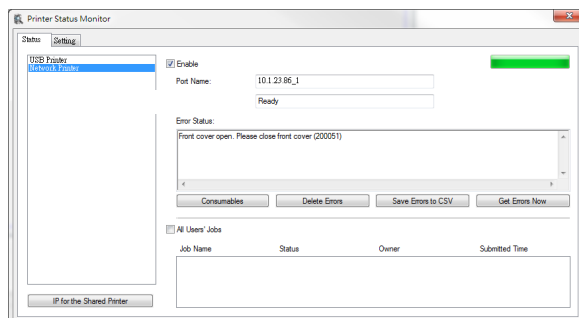 Printer Status Monitor
Status
Setting
USB Printer
Network Printer
Enable
Port Name:
10.1.23.86_1
Ready
Error Status:
Front cover open. Please close front cover (200051)
Consumables
Delete Errors
Save Errors to CSV
Get Errors Now
All Users' Jobs
Job Name
Status
Owner
Submitted Time
IP for the Shared Printer